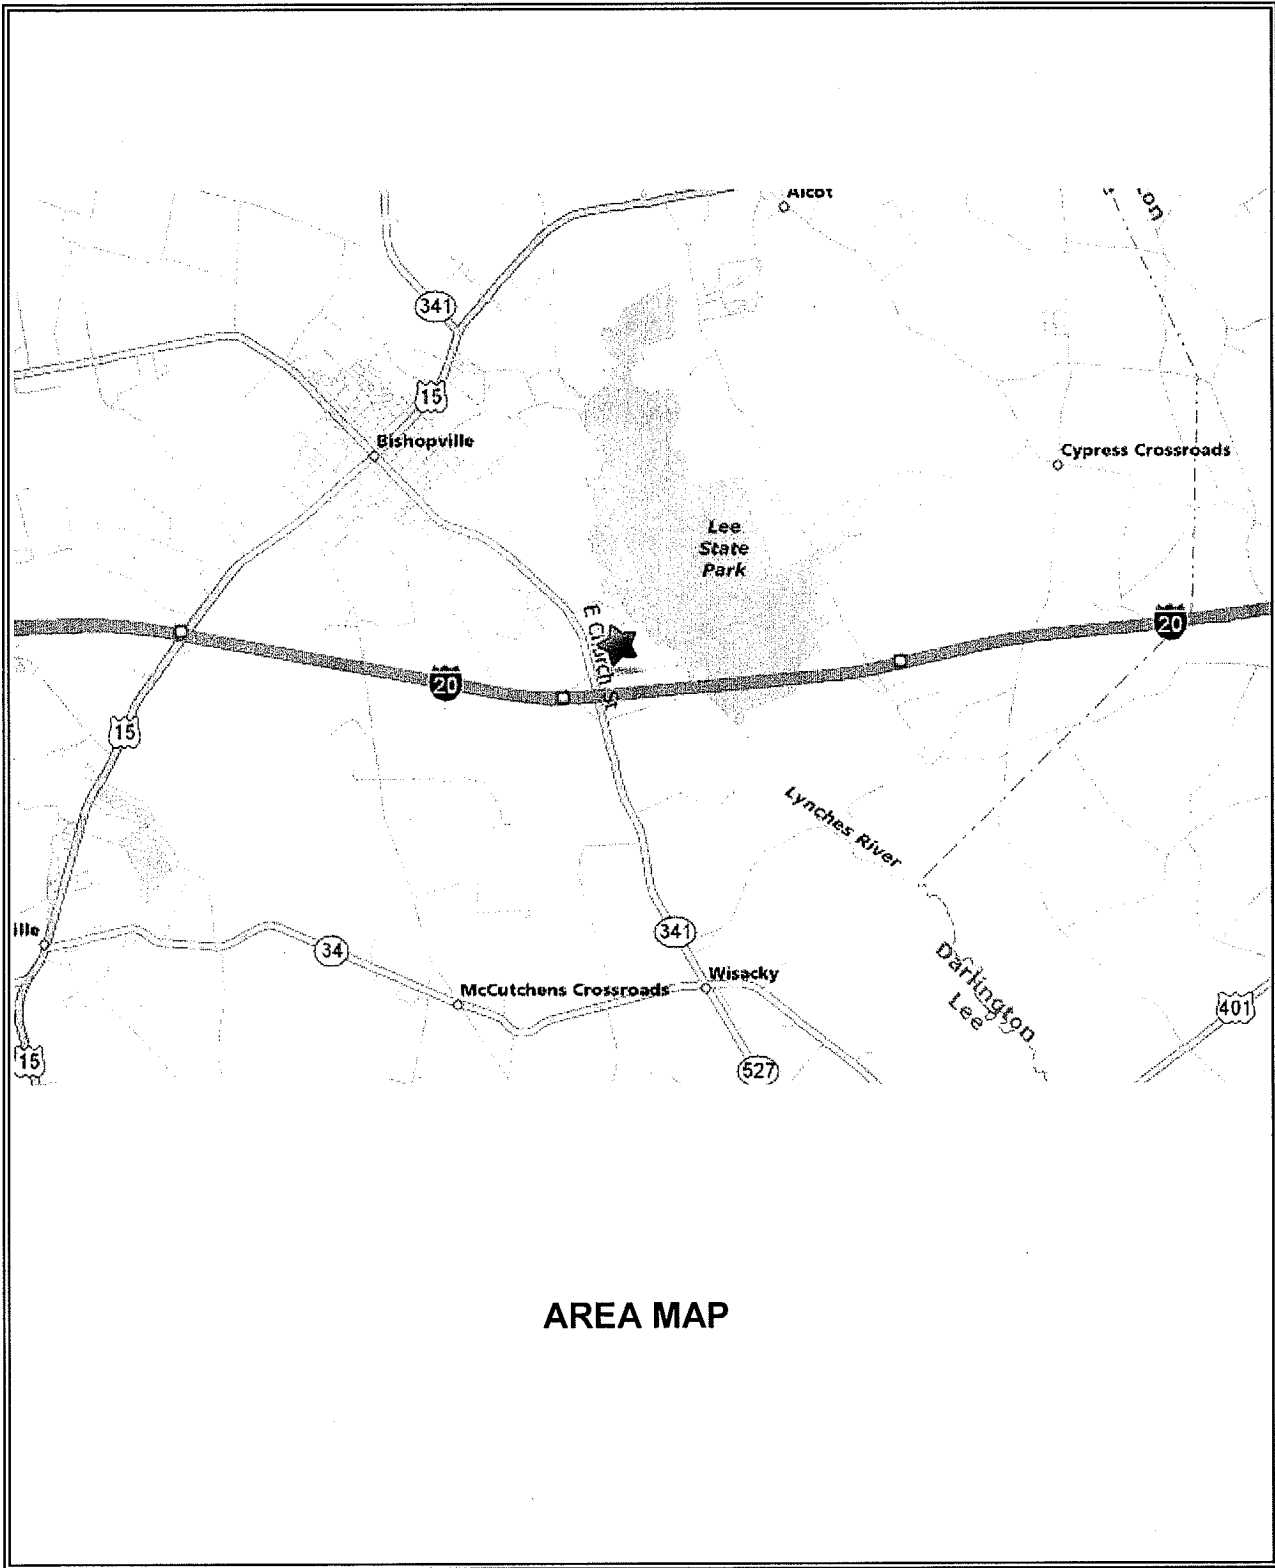 Alcot
ton
341
15
Bishopville
Cypress Crossroads
Lee
State
Park
E Church St
20
20
15
Lynches River
ille
34
341
McCutchens Crossroads
Wisacky
Darlington
Lee
401
15
527
AREA MAP